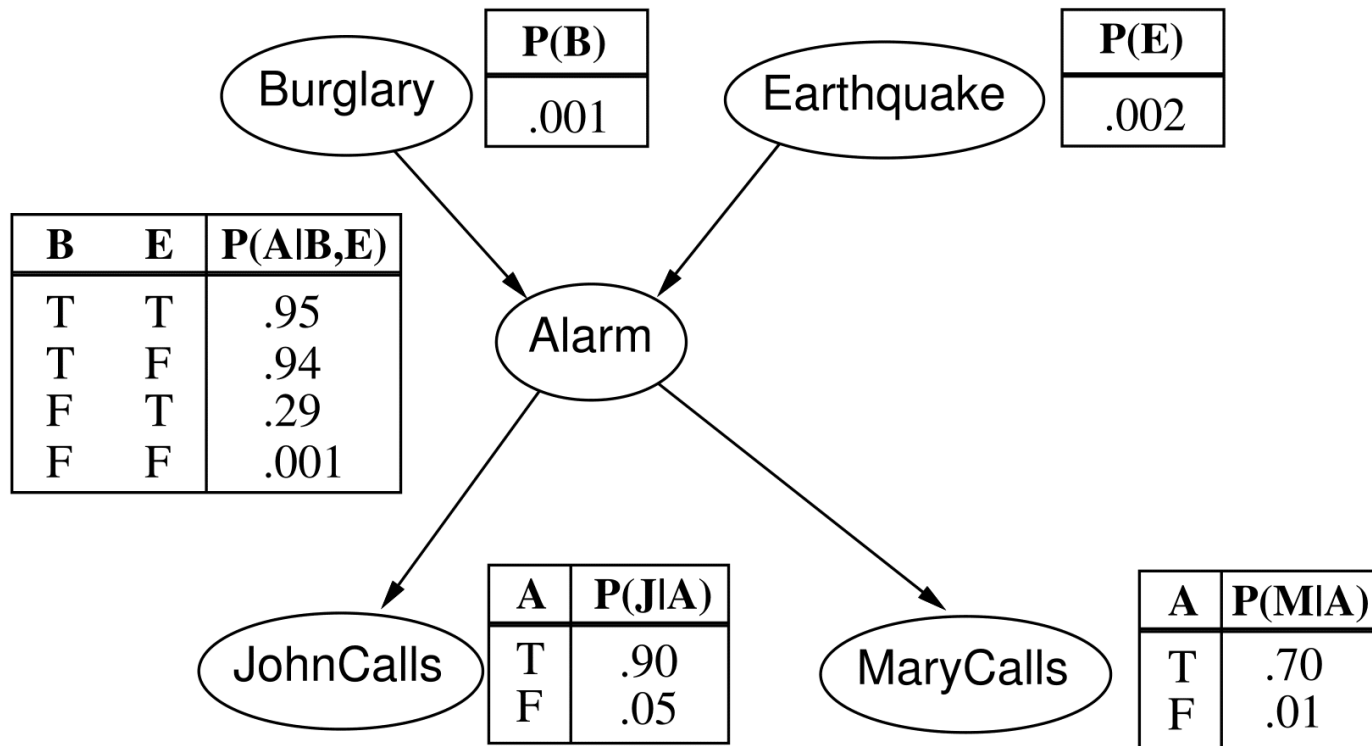 Burglary
P(B)
.001
Earthquake
P(E)
.002
B E P(A|B,E)
T T .95
T F .94
F T .29
F F .001
Alarm
JohnCalls
A P(J|A)
T .90
F .05
MaryCalls
A P(M|A)
T .70
F .01